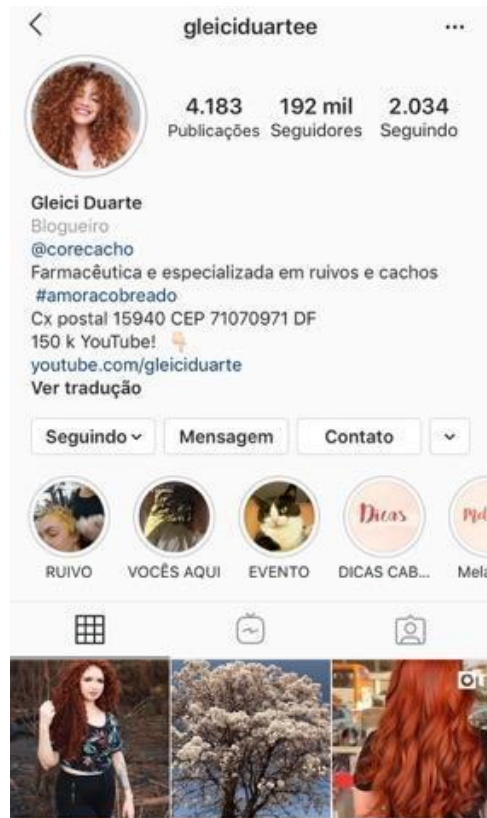 gleiciduartee
4.183 192 mil 2.034
Publicações Seguidores Seguindo
Gleici Duarte
Blogueiro
@corecacho
Farmacêutica e especializada em ruivos e cachos
#amoracobreado
Cx postal 15940 CEP 71070971 DF
150 k YouTube! 👇🏻
youtube.com/gleiciduarte
Ver tradução
Seguindo Mensagem Contato
Dicas
RUIVO VOCÊS AQUI EVENTO DICAS CAB... Mela